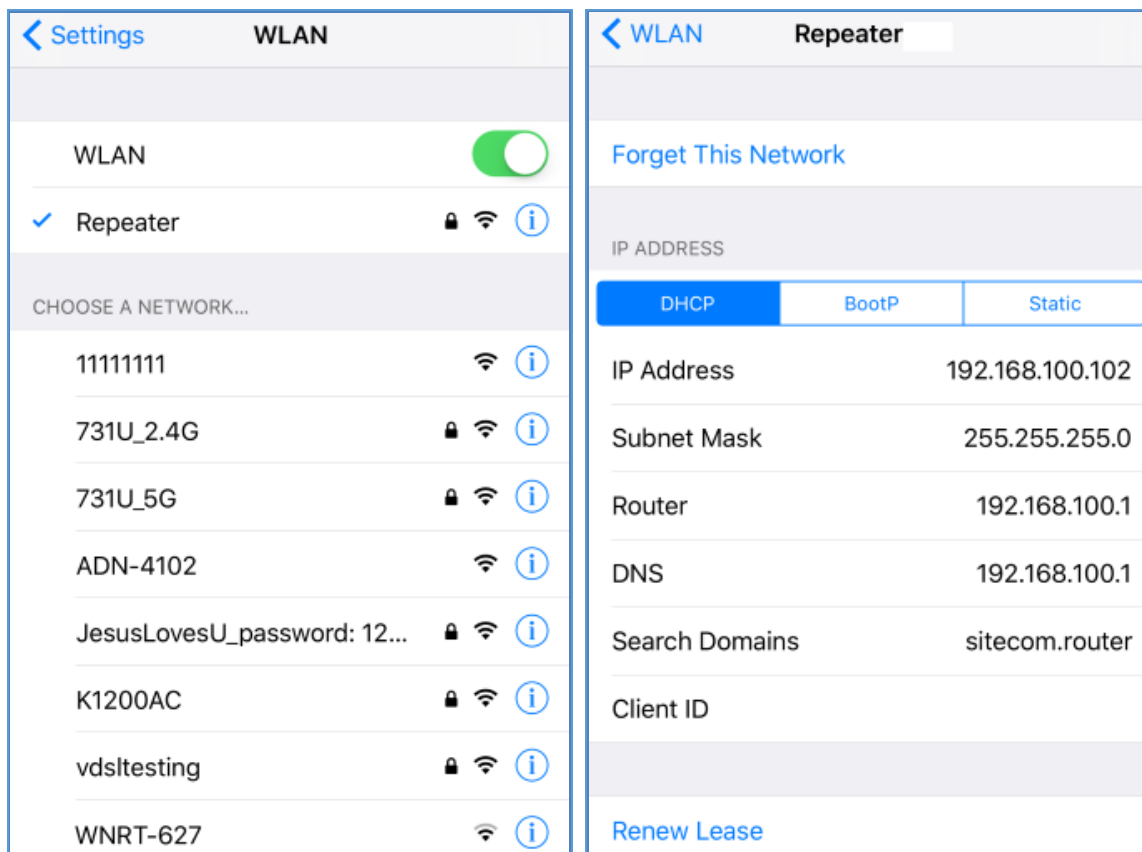 Settings WLAN
WLAN
Repeater
CHOOSE A NETWORK...
11111111
731U_2.4G
731U_5G
ADN-4102
JesusLovesU_password: 12...
K1200AC
vdsltesting
WNRT-627
WLAN Repeater
Forget This Network
IP ADDRESS
DHCP BootP Static
IP Address 192.168.100.102
Subnet Mask 255.255.255.0
Router 192.168.100.1
DNS 192.168.100.1
Search Domains sitecom.router
Client ID
Renew Lease